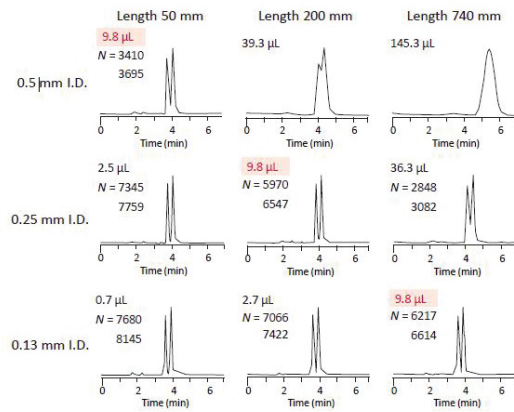 Length 50 mm
Length 200 mm
Length 740 mm
0.5 mm I.D.
9.8 µL
N = 3410
3695
0 2 4 6
Time (min)
39.3 µL
0 2 4 6
Time (min)
145.3 µL
0 2 4 6
Time (min)
0.25 mm I.D.
2.5 µL
N = 7345
7759
0 2 4 6
Time (min)
9.8 µL
N = 5970
6547
0 2 4 6
Time (min)
36.3 µL
N = 2848
3082
0 2 4 6
Time (min)
0.13 mm I.D.
0.7 µL
N = 7680
8145
0 2 4 6
Time (min)
2.7 µL
N = 7066
7422
0 2 4 6
Time (min)
9.8 µL
N = 6217
6614
0 2 4 6
Time (min)